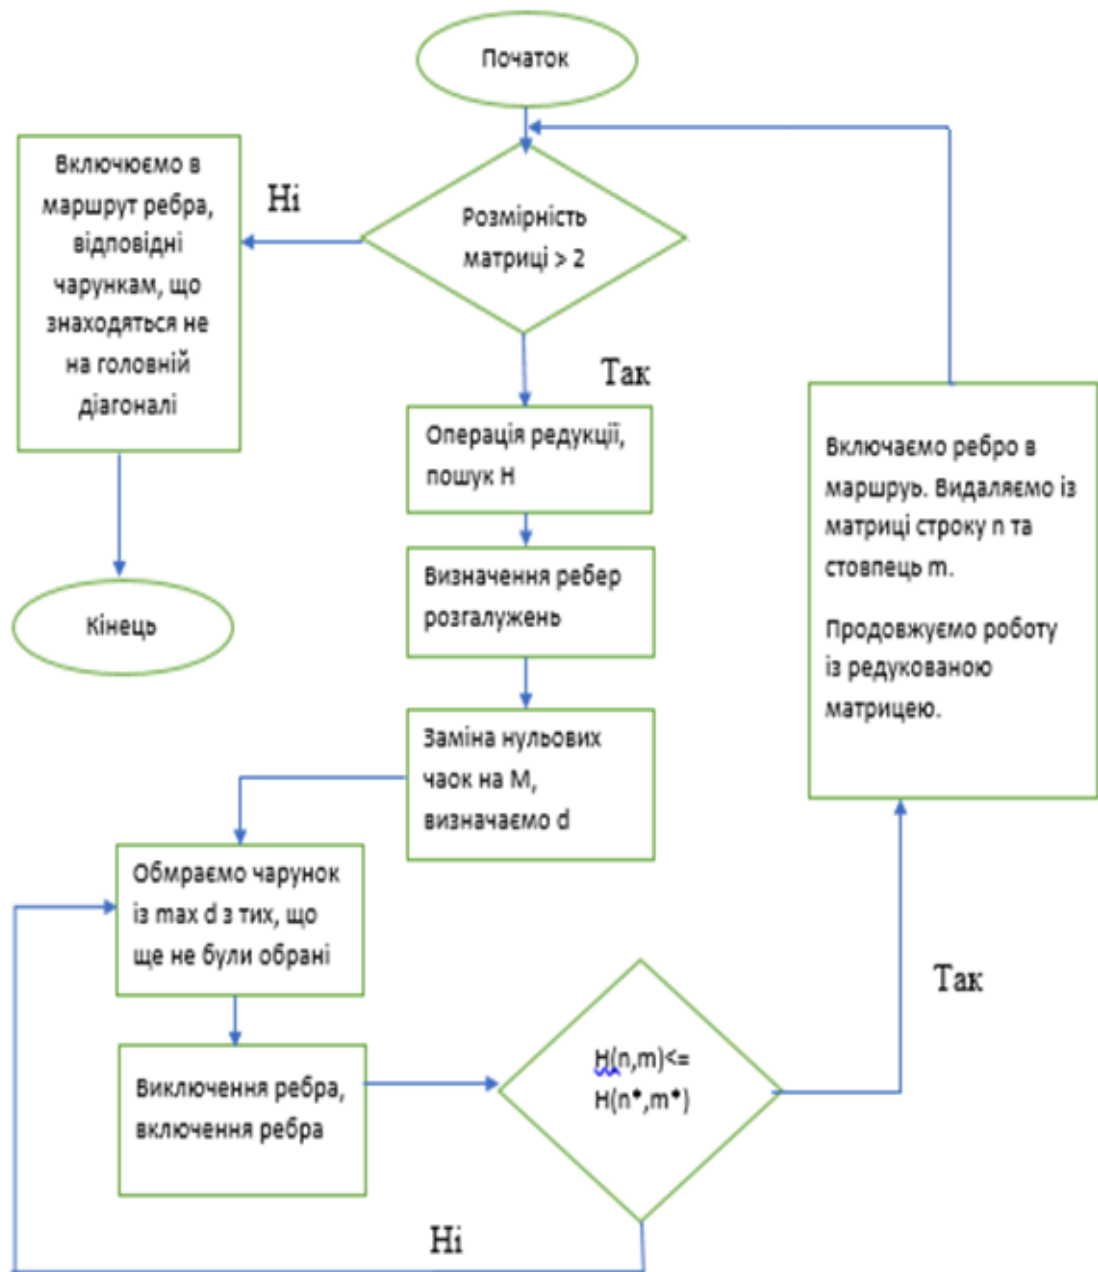 Початок
Розмірність
матриці > 2
Ні
Включюємо в
маршрут ребра,
відповідні
чарункам, що
знаходяться не
на головній
діагоналі
Кінець
Так
Операція редукції,
пошук Н
Визначення ребер
розгалужень
Заміна нульових
чаок на М,
визначаємо d
Обмраємо чарунок
із max d з тих, що
ще не були обрані
Виключення ребра,
включення ребра
H(n,m)<=
H(n*,m*)
Ні
Так
Включаємо ребро в
маршруь. Видаляємо із
матриці строку n та
стовпець m.
Продовжуємо роботу
із редукованою
матрицею.